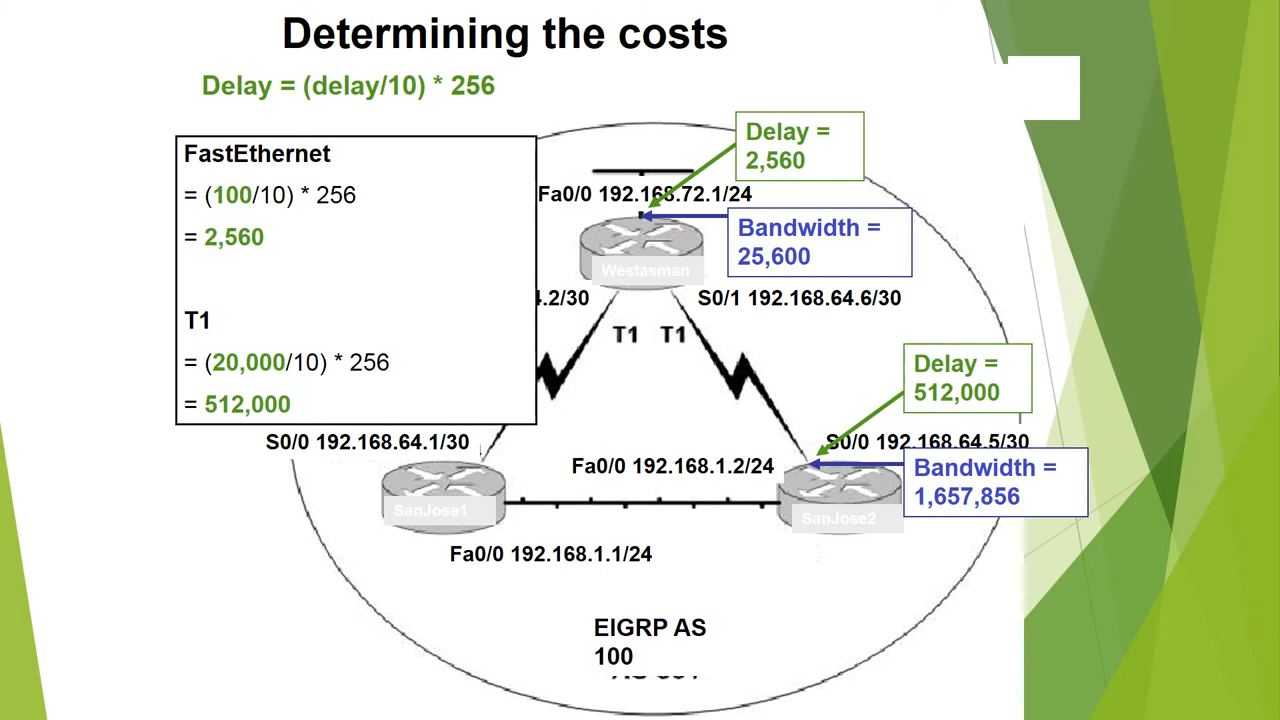 Determining the costs
Delay = (delay/10) * 256
Delay =
2,560
FastEthernet
= (100/10) * 256
= 2,560
Fa0/0 192.168.72.1/24
Bandwidth =
25,600
Westasman
.2/30
S0/1 192.168.64.6/30
T1
= (20,000/10) * 256
= 512,000
T1 T1
Delay =
512,000
S0/0 192.168.64.1/30
S0/0 192.168.64.5/30
Fa0/0 192.168.1.2/24
Bandwidth =
1,657,856
SanJose1
SanJose2
Fa0/0 192.168.1.1/24
EIGRP AS
100